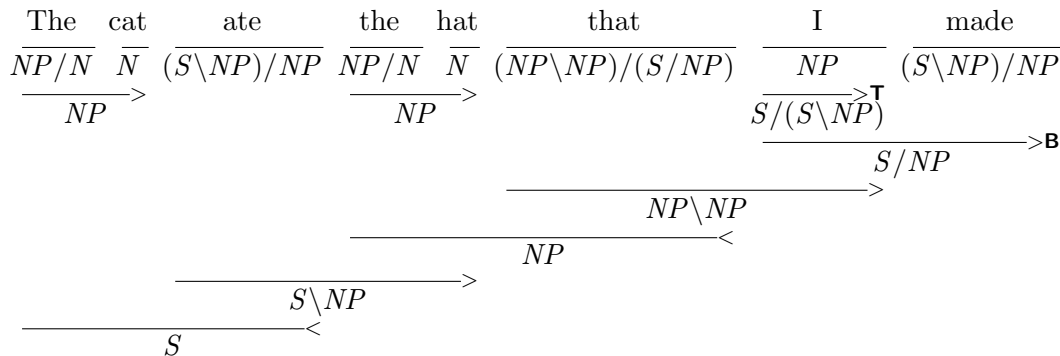 The cat ate the hat that I made
NP/N N (S\NP)/NP NP/N N (NP\NP)/(S/NP) NP (S\NP)/NP
> > >T
NP NP S/(S\NP)
>B
S/NP
>
NP\NP
<
NP
>
S\NP
<
S